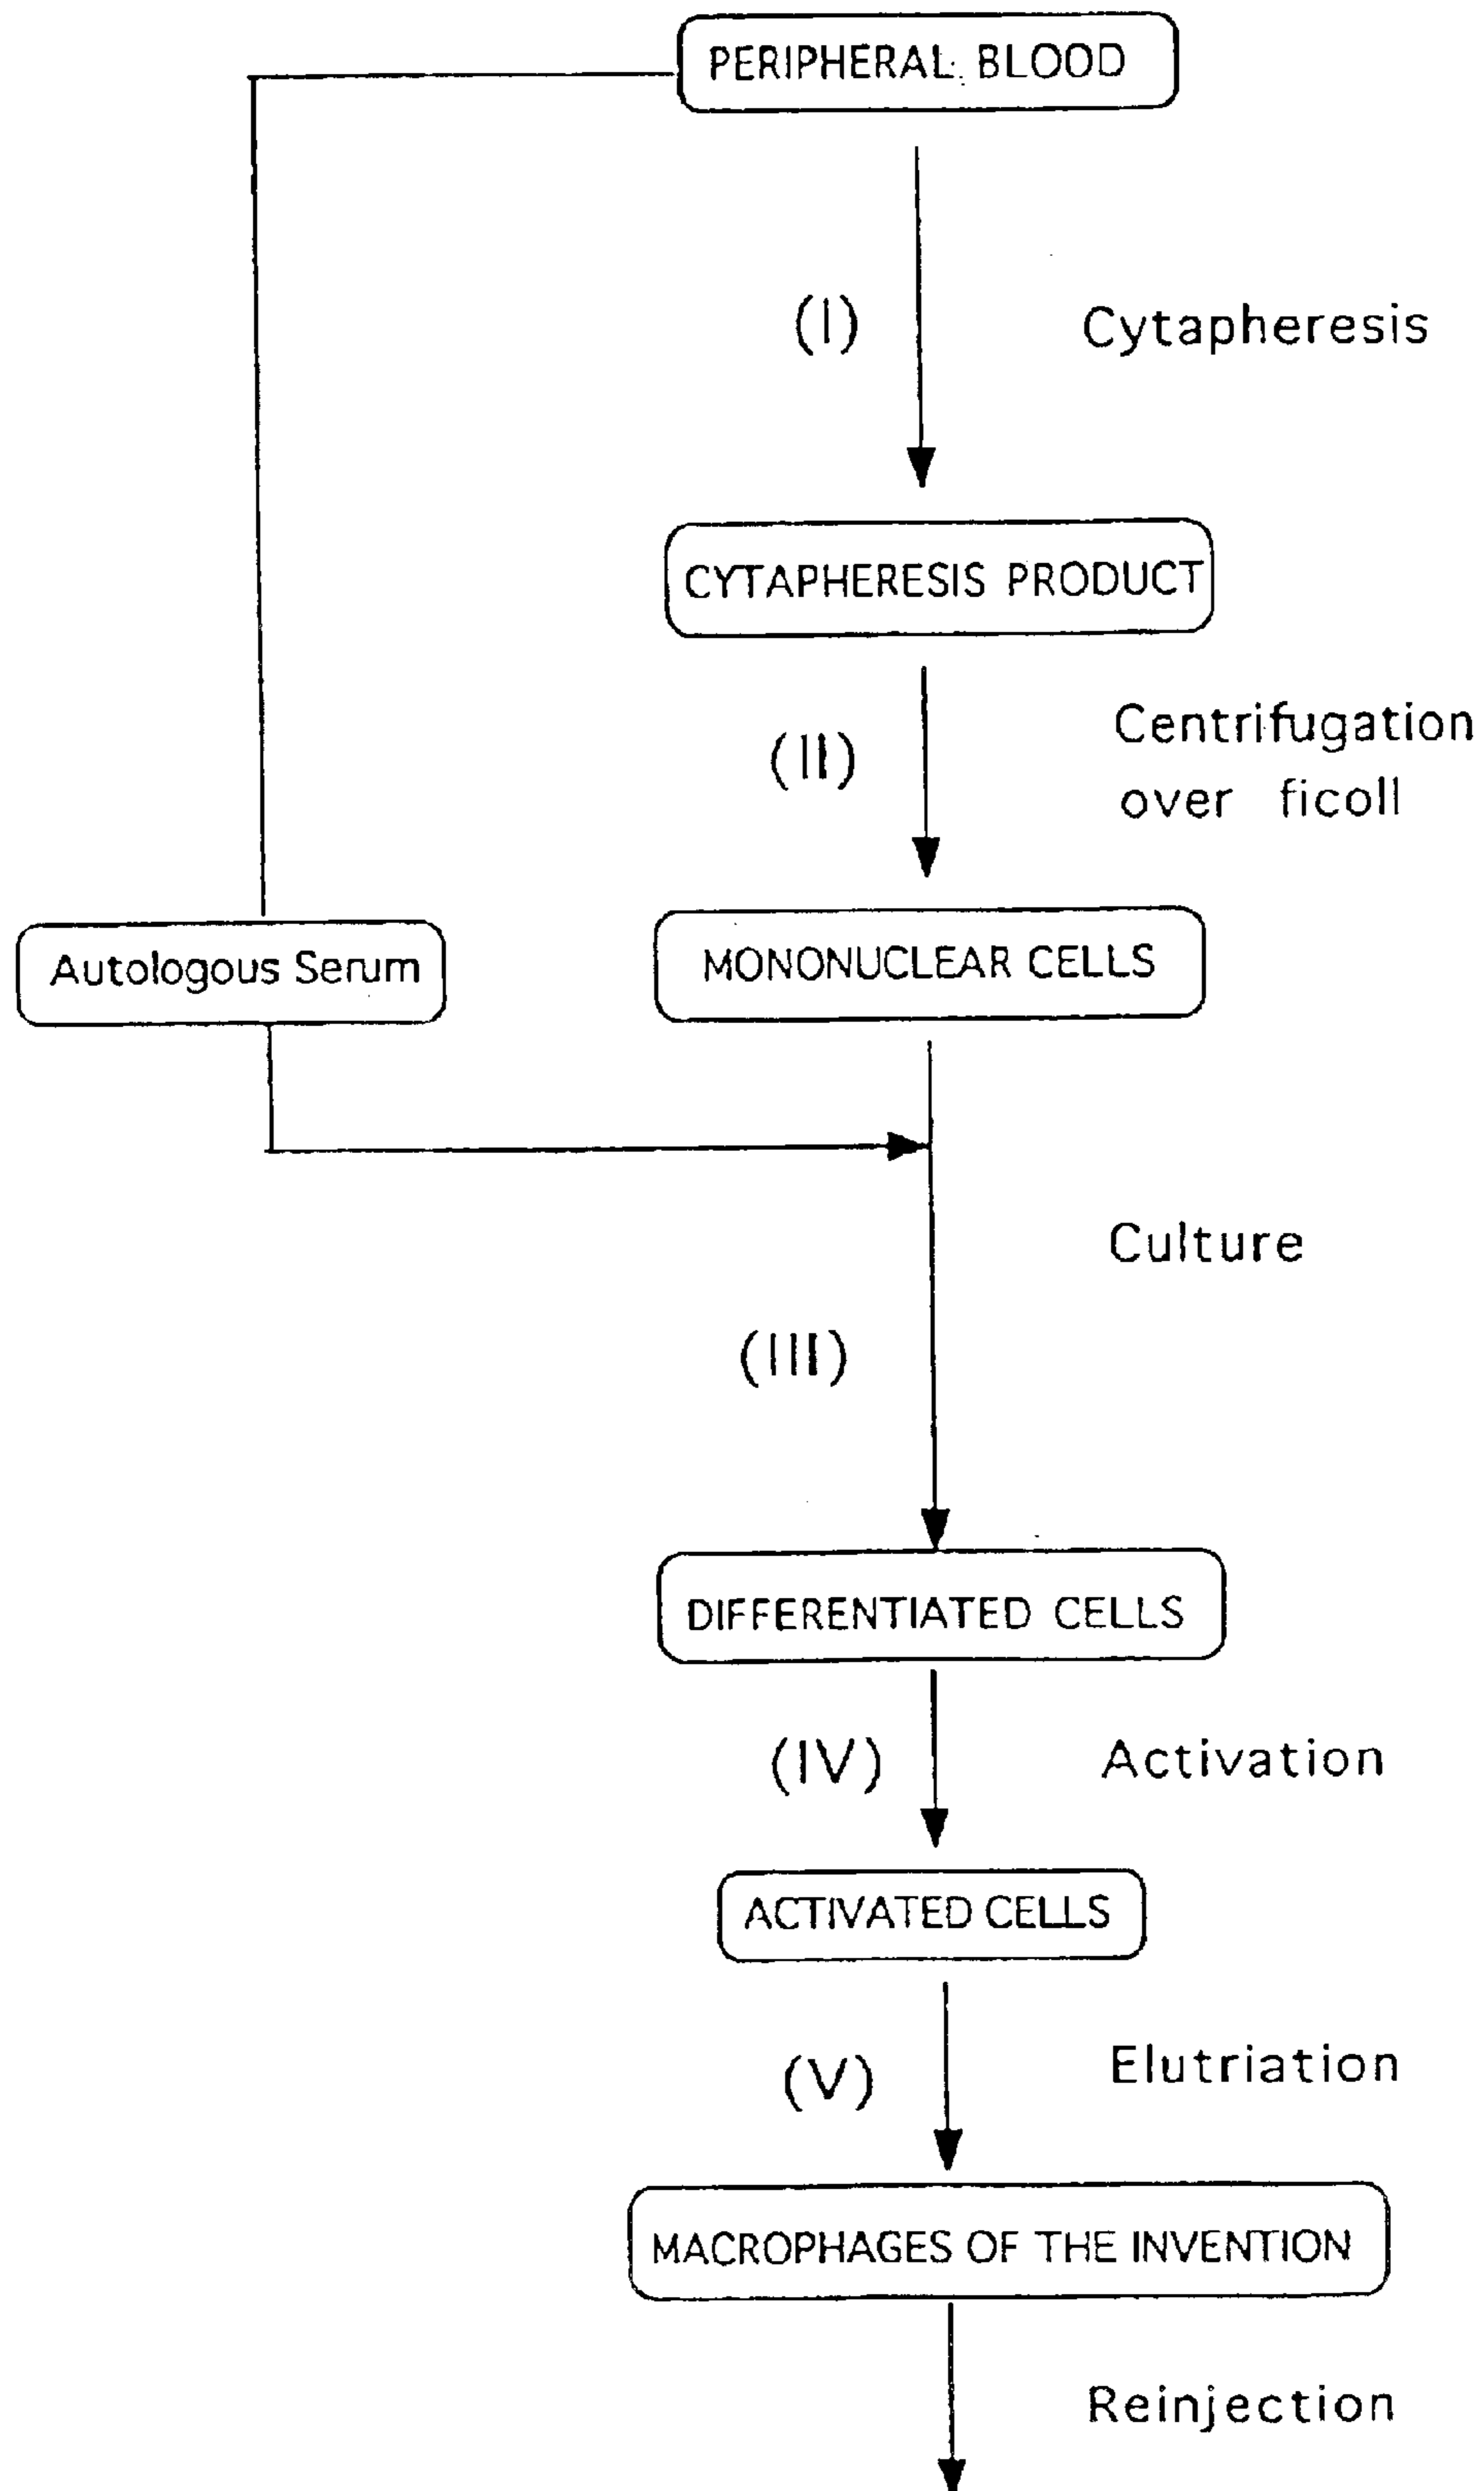 PERIPHERAL BLOOD
(I) Cytapheresis
CYTAPHERESIS PRODUCT
(II) Centrifugation
over ficoll
Autologous Serum
MONONUCLEAR CELLS
Culture
(III)
DIFFERENTIATED CELLS
(IV) Activation
ACTIVATED CELLS
(V) Elutriation
MACROPHAGES OF THE INVENTION
Reinjection